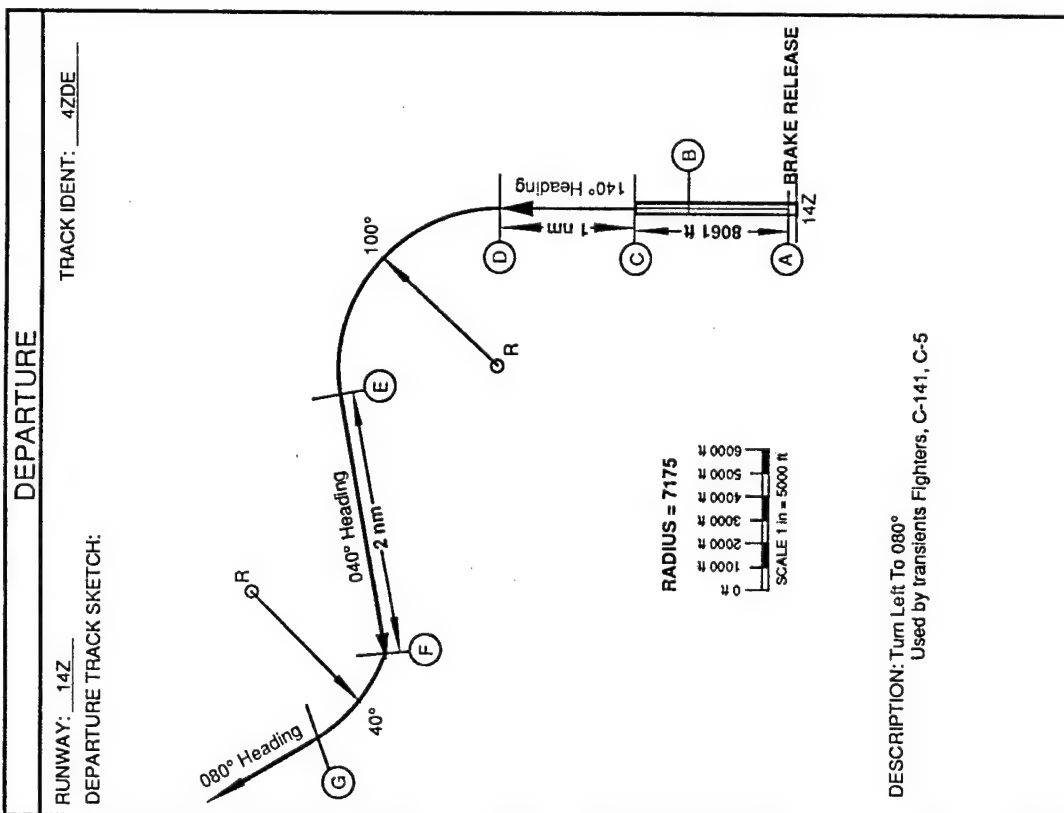 DEPARTURE
RUNWAY: 14Z
TRACK IDENT: 4ZDE
DEPARTURE TRACK SKETCH:
080° Heading
G
40°
R
F
040° Heading
2 nm
E
100°
R
D
1 nm
140° Heading
C
B
8061 ft
A
14Z
BRAKE RELEASE
RADIUS = 7175
0 ft
1000 ft
2000 ft
3000 ft
4000 ft
5000 ft
6000 ft
SCALE 1 in = 5000 ft
DESCRIPTION: Turn Left To 080°
Used by transients Fighters, C-141, C-5